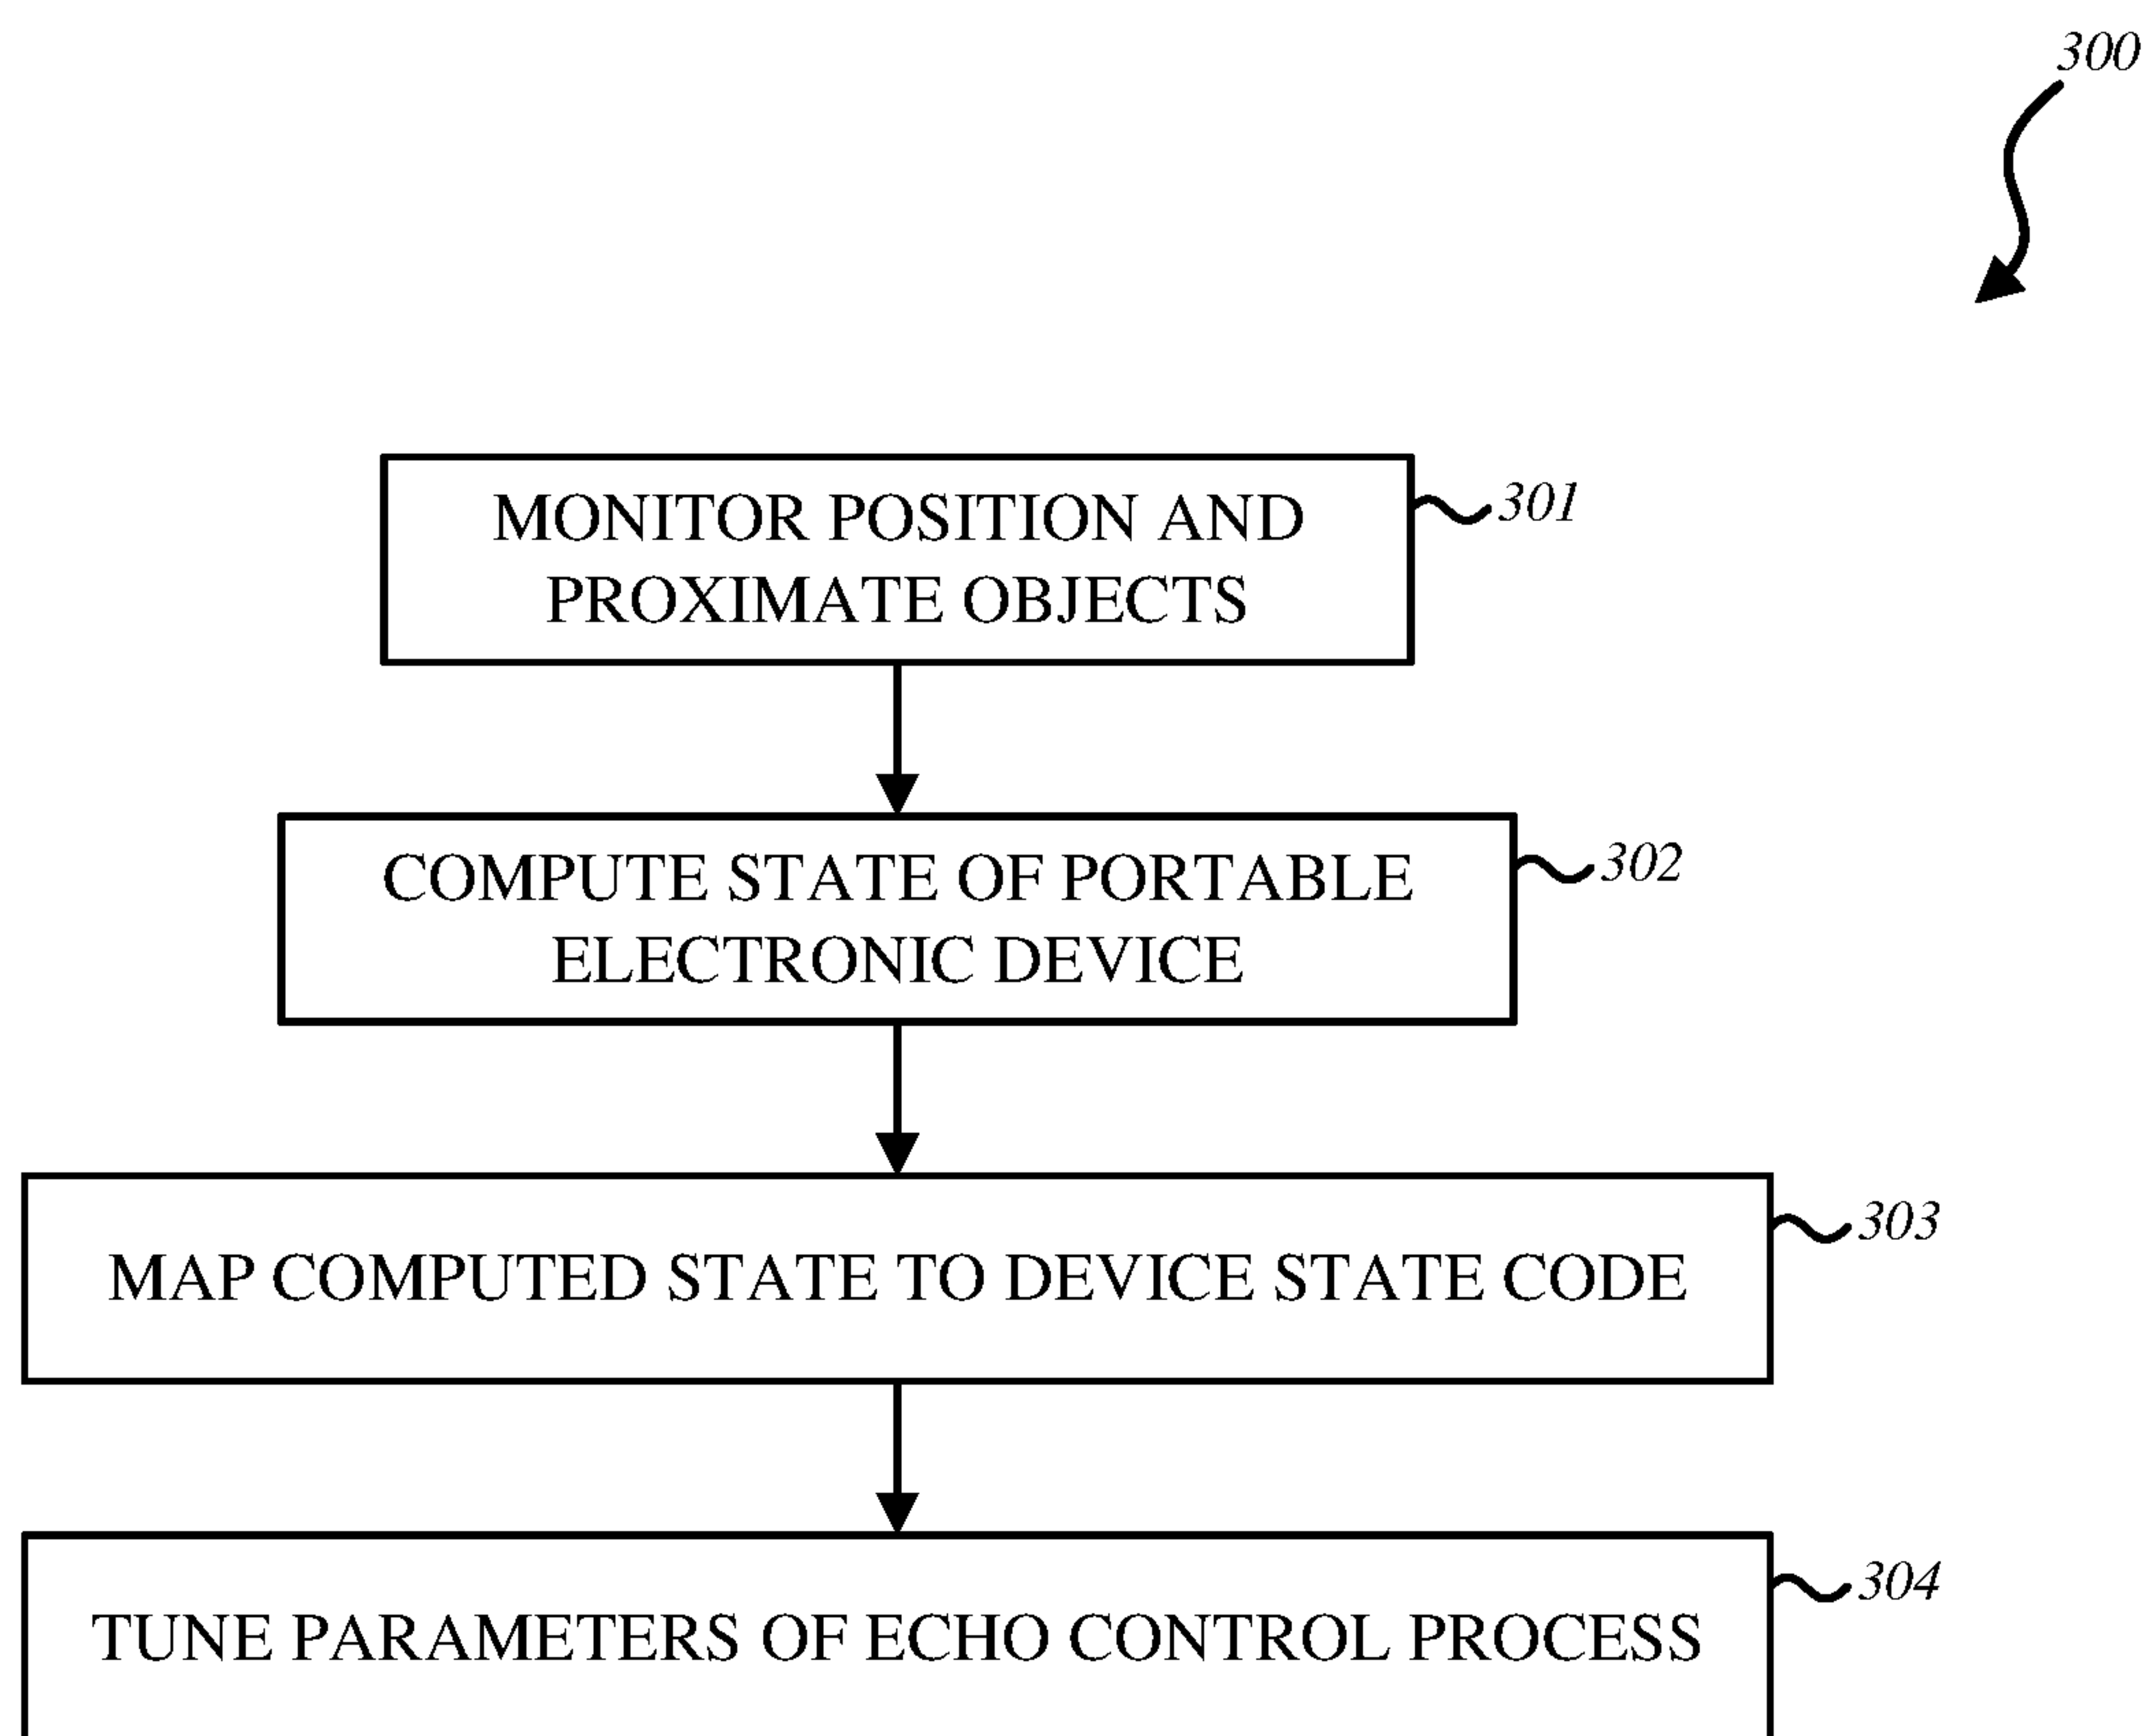 300
MONITOR POSITION AND
PROXIMATE OBJECTS
301
COMPUTE STATE OF PORTABLE
ELECTRONIC DEVICE
302
MAP COMPUTED STATE TO DEVICE STATE CODE
303
TUNE PARAMETERS OF ECHO CONTROL PROCESS
304